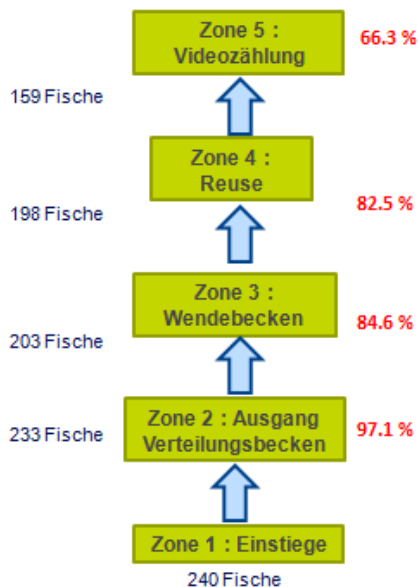 Zone 5 :
Videozählung
66.3 %
159 Fische
Zone 4 :
Reuse
82.5 %
198 Fische
Zone 3 :
Wendebecken
84.6 %
203 Fische
Zone 2 : Ausgang
Verteilungsbecken
97.1 %
233 Fische
Zone 1 : Einstiege
240 Fische